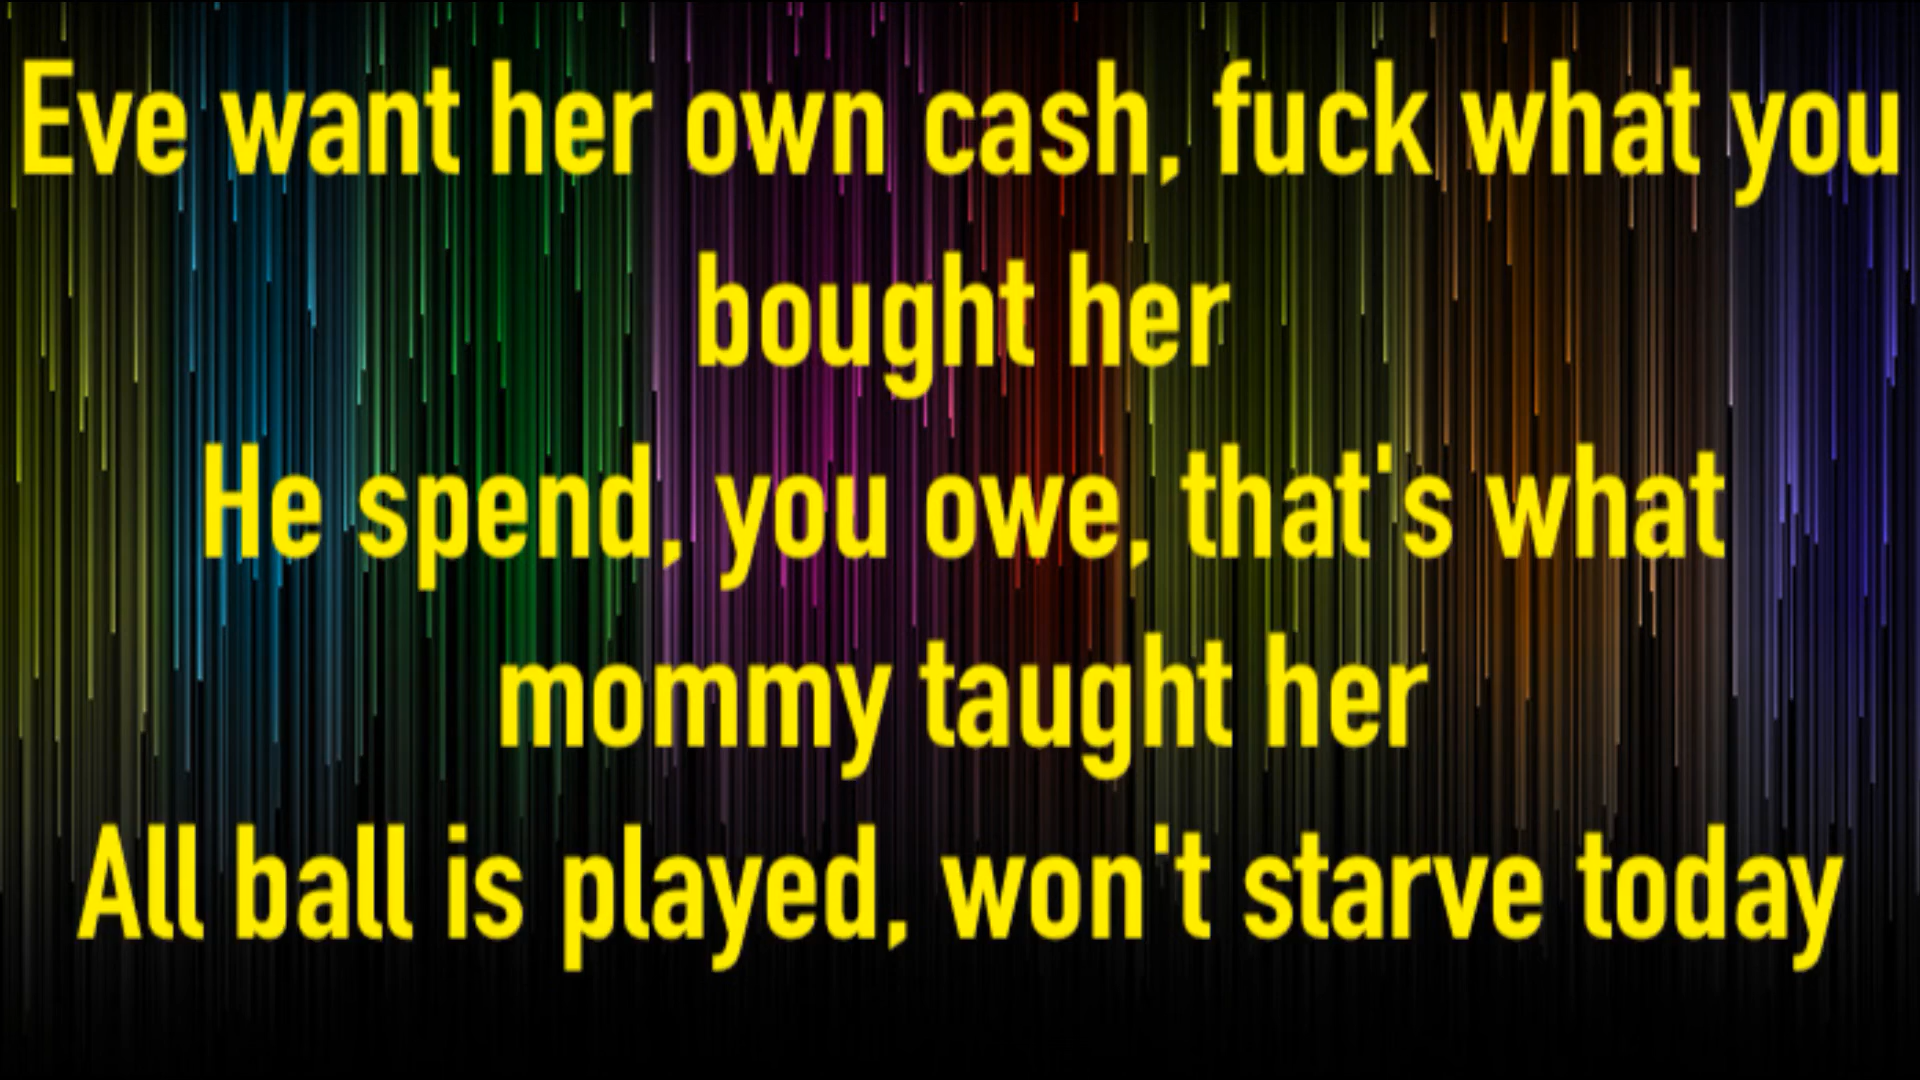 Eve want her own cash, fuck what you
bought her
He spend, you owe, that's what
mommy taught her
All ball is played, won't starve today